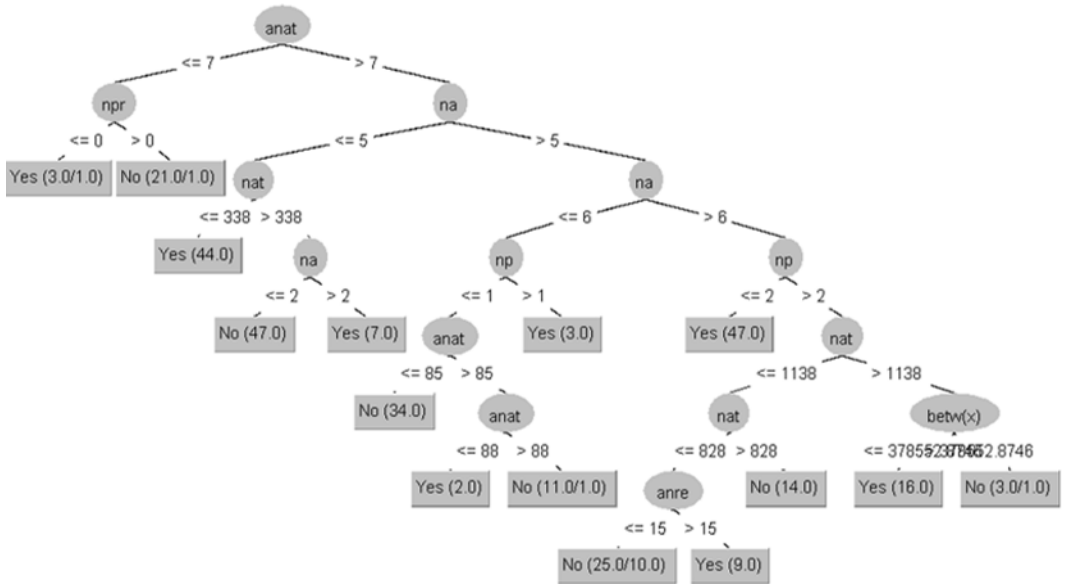 anat
<= 7 > 7
npr na
<= 0 > 0 <= 5 > 5
Yes (3.0/1.0) No (21.0/1.0) nat na
<= 338 > 338 <= 6 > 6
Yes (44.0) na np np
<= 2 > 2 <= 1 > 1 <= 2 > 2
No (47.0) Yes (7.0) anat Yes (3.0) Yes (47.0) nat
<= 85 > 85 <= 1138 > 1138
No (34.0) anat nat betw(x)
<= 88 > 88 <= 828 > 828 <=
Yes (2.0) No (11.0/1.0) anre No (14.0) Yes (16.0) No (3.0/1.0)
<= 15 > 15
No (25.0/10.0) Yes (9.0)